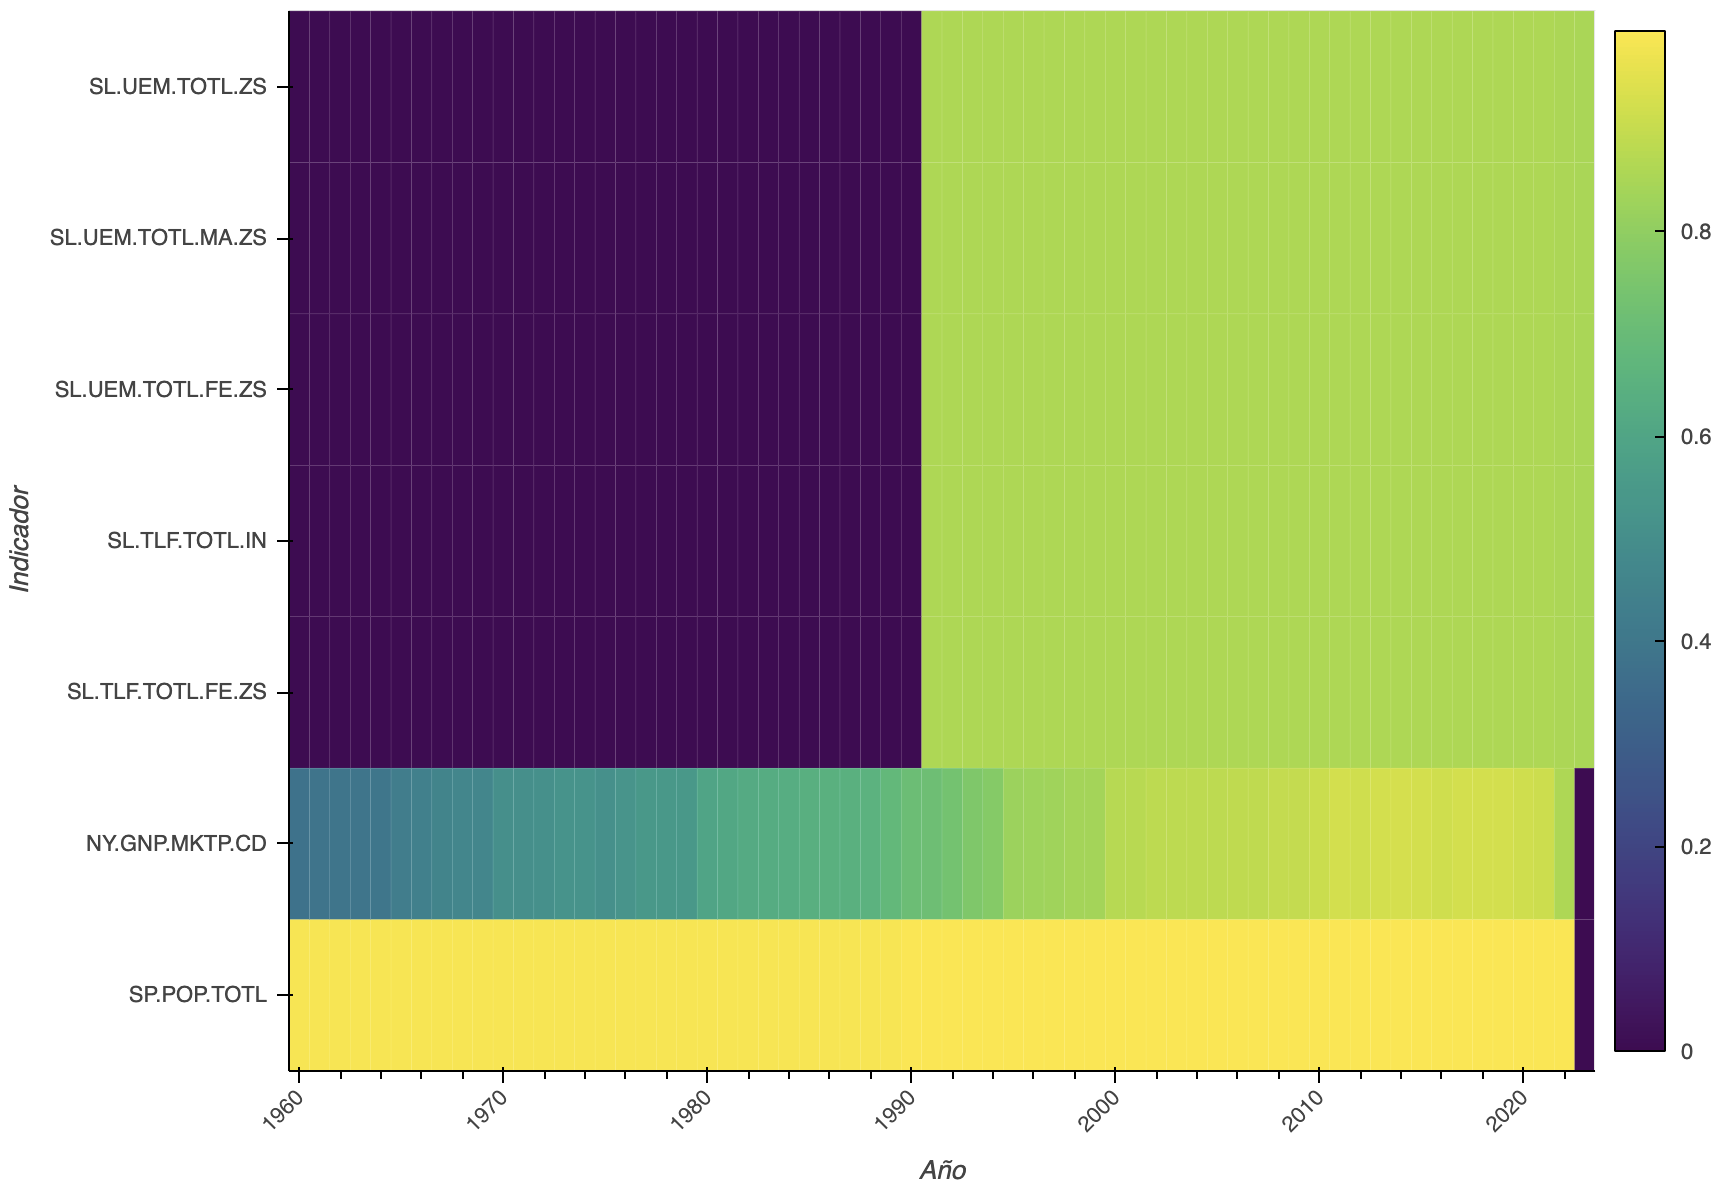 SL.UEM.TOTL.ZS
SL.UEM.TOTL.MA.ZS
SL.UEM.TOTL.FE.ZS
SL.TLF.TOTL.IN
SL.TLF.TOTL.FE.ZS
NY.GNP.MKTP.CD
SP.POP.TOTL
Indicador
1960
1970
1980
1990
2000
2010
2020
Año
0.8
0.6
0.4
0.2
0